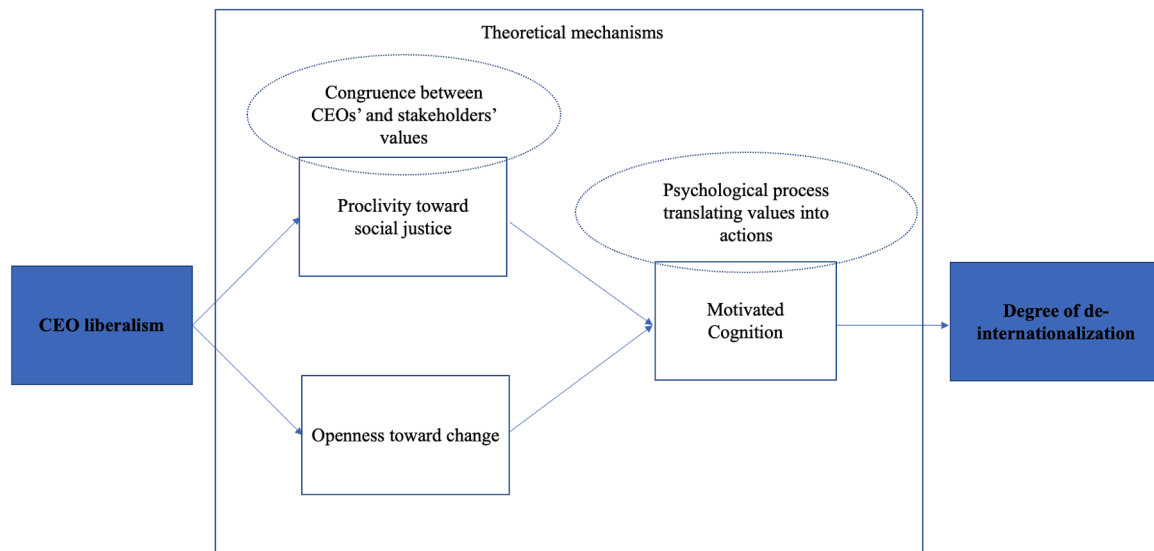 Theoretical mechanisms
Congruence between
CEOs’ and stakeholders’
values
Proclivity toward
social justice
Psychological process
translating values into
actions
CEO liberalism
Motivated
Cognition
Degree of de-
internationalization
Openness toward change